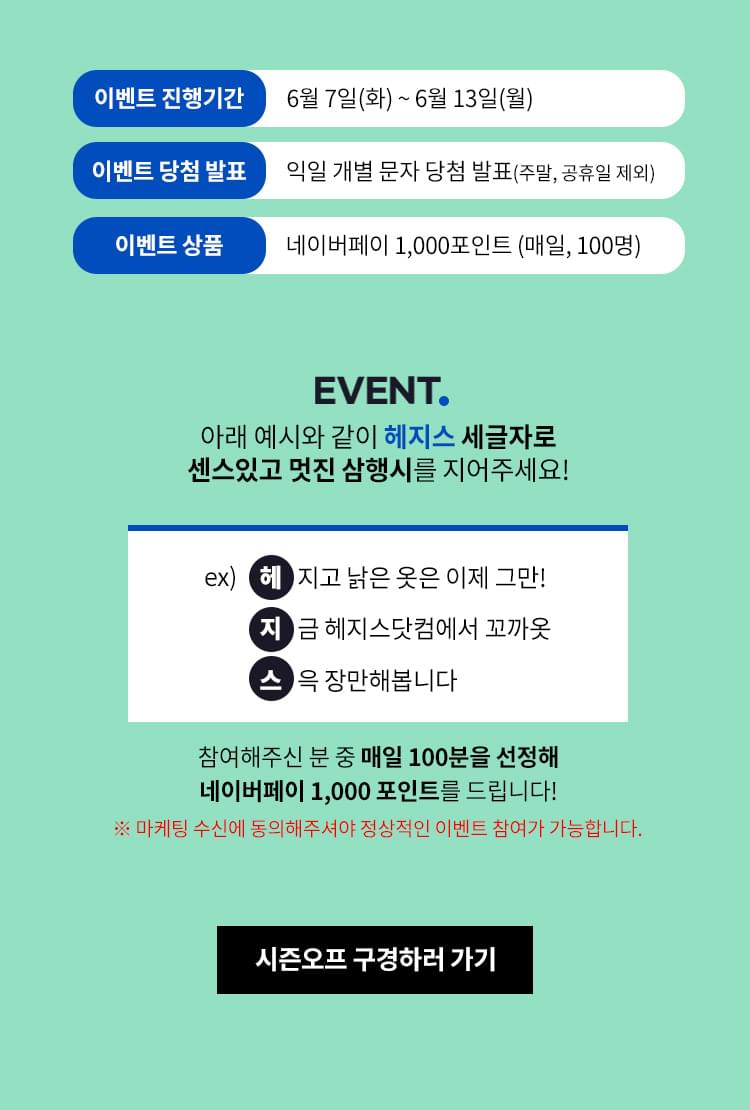 이벤트 진행기간 6월 7일(화) ~ 6월 13일(월)
이벤트 당첨 발표 익일 개별 문자 당첨 발표(주말, 공휴일 제외)
이벤트 상품 네이버페이 1,000포인트 (매일, 100명)
EVENT.
아래 예시와 같이 헤지스 세글자로
센스있고 멋진 삼행시를 지어주세요!
ex) 헤 지고 낡은 옷은 이제 그만!
지 금 헤지스닷컴에서 꼬까옷
스 윽 장만해봅니다
참여해주신 분 중 매일 100분을 선정해
네이버페이 1,000 포인트를 드립니다!
※ 마케팅 수신에 동의해주셔야 정상적인 이벤트 참여가 가능합니다.
시즌오프 구경하러 가기